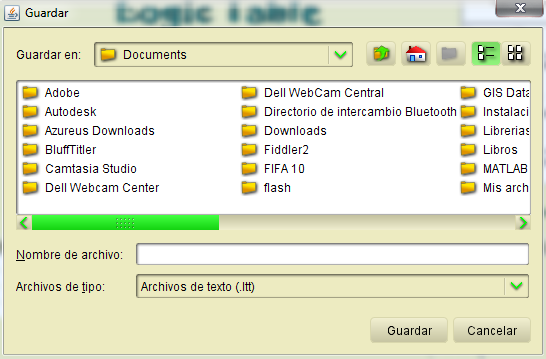 Logic Table
Guardar
Guardar en: Documents
Adobe Dell WebCam Central GIS Data
Autodesk Directorio de intercambio Bluetooth Instalaci
Azureus Downloads Downloads Librerias
BluffTitler Fiddler2 Libros
Camtasia Studio FIFA 10 MATLAB
Dell Webcam Center flash Mis arch
Nombre de archivo:
Archivos de tipo: Archivos de texto (.ltt)
Guardar Cancelar